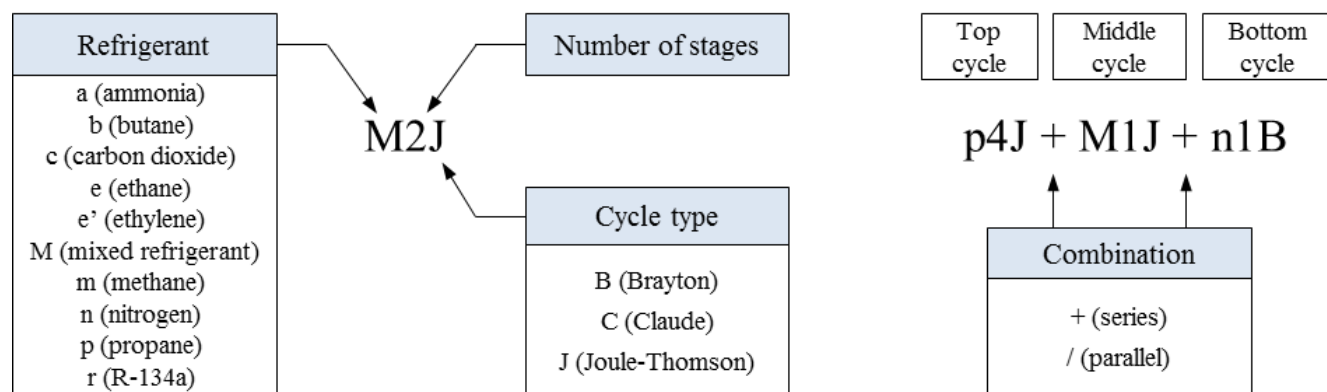 Refrigerant
a (ammonia)
b (butane)
c (carbon dioxide)
e (ethane)
e’ (ethylene)
M (mixed refrigerant)
m (methane)
n (nitrogen)
p (propane)
r (R-134a)
M2J
Number of stages
Cycle type
B (Brayton)
C (Claude)
J (Joule-Thomson)
Top
cycle
Middle
cycle
Bottom
cycle
p4J + M1J + n1B
Combination
+ (series)
/ (parallel)